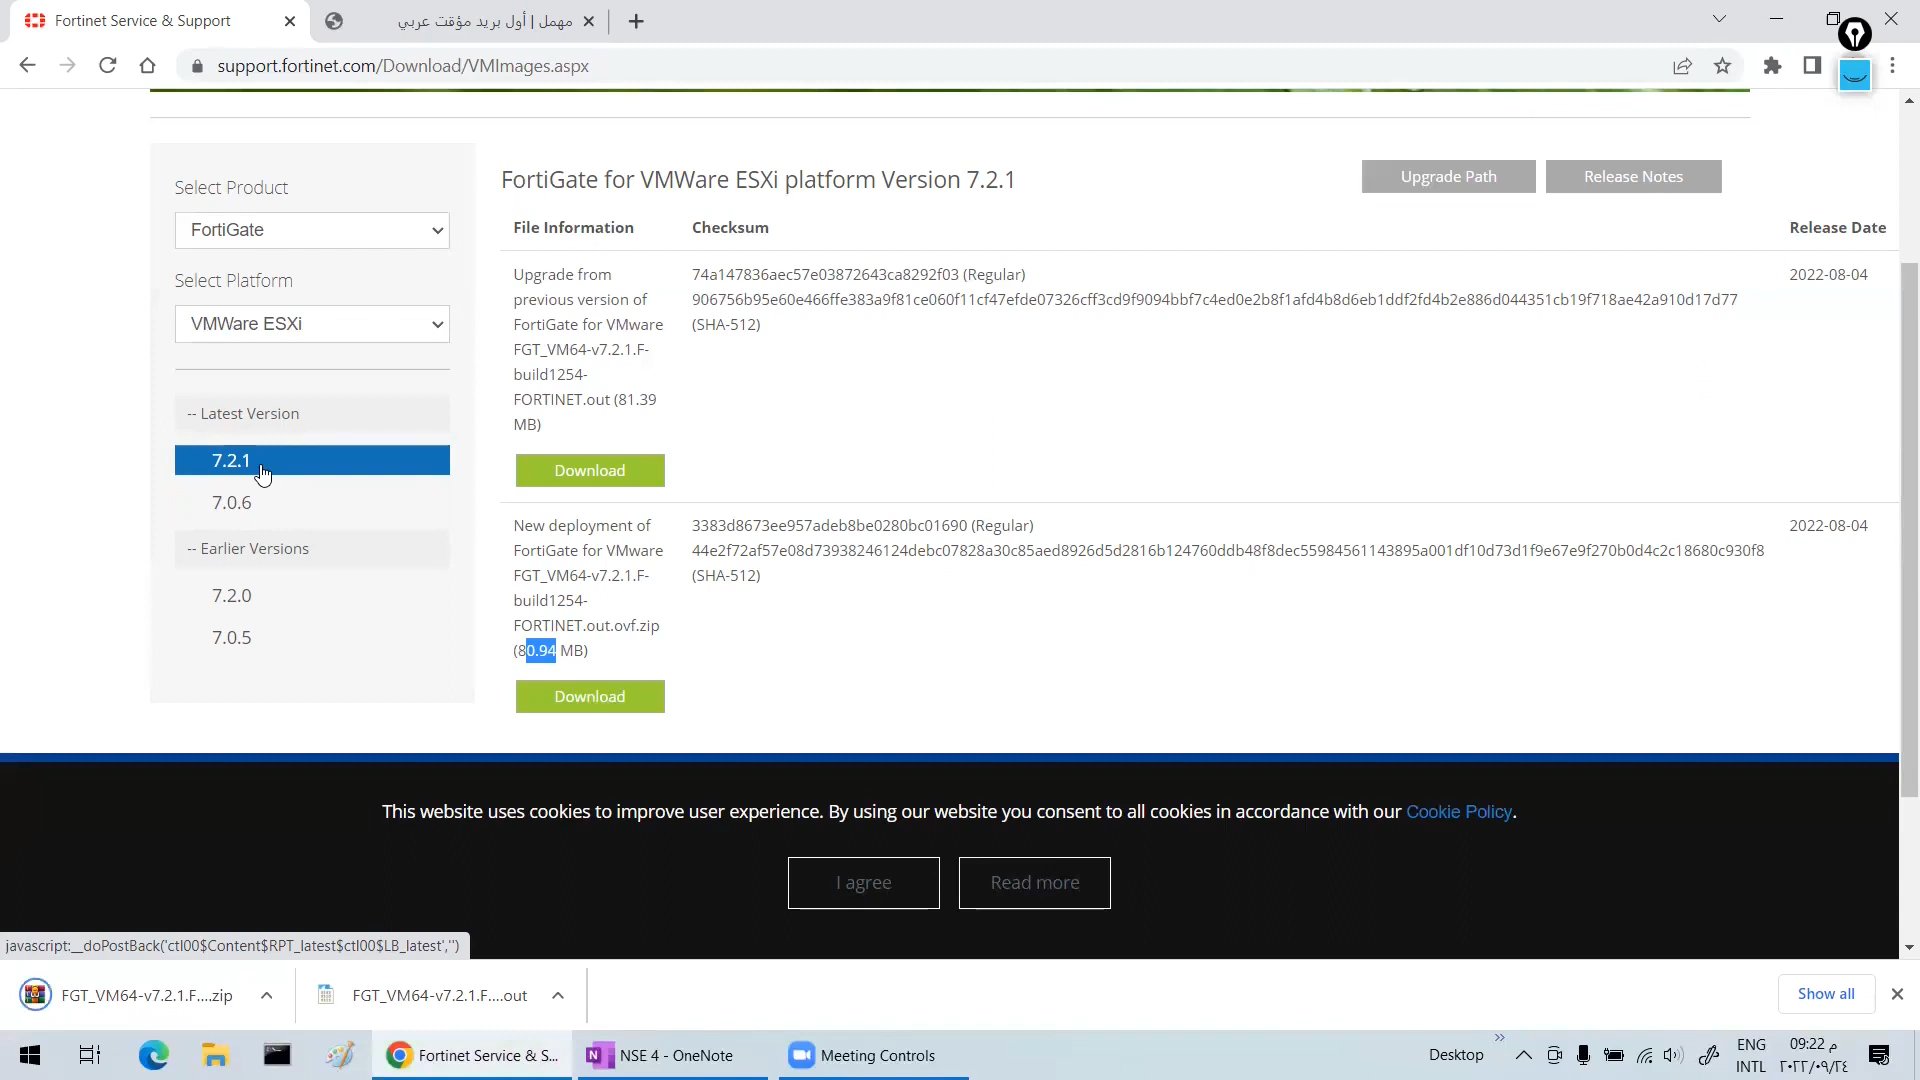 Fortinet Service & Support
مهمل | أول بريد مؤقت عربي
support.fortinet.com/Download/VMImages.aspx
Select Product
FortiGate
Select Platform
VMWare ESXi
-- Latest Version
7.2.1
7.0.6
-- Earlier Versions
7.2.0
7.0.5
FortiGate for VMWare ESXi platform Version 7.2.1
Upgrade Path
Release Notes
File Information Checksum Release Date
Upgrade from
previous version of
FortiGate for VMware
FGT_VM64-v7.2.1.F-
build1254-
FORTINET.out (81.39
MB)
74a147836aec57e03872643ca8292f03 (Regular)
906756b95e60e466ffe383a9f81ce060f11cf47efde07326cff3cd9f9094bbf7c4ed0e2b8f1afd4b8d6eb1ddf2fd4b2e886d044351cb19f718ae42a910d17d77
(SHA-512)
2022-08-04
Download
New deployment of
FortiGate for VMware
FGT_VM64-v7.2.1.F-
build1254-
FORTINET.out.ovf.zip
(80.94 MB)
3383d8673ee957adeb8be0280bc01690 (Regular)
44e2f72af57e08d73938246124debc07828a30c85aed8926d5d2816b124760ddb48f8dec55984561143895a001df10d73d1f9e67e9f270b0d4c2c18680c930f8
(SHA-512)
2022-08-04
Download
This website uses cookies to improve user experience. By using our website you consent to all cookies in accordance with our Cookie Policy.
I agree
Read more
javascript:__doPostBack('ctl00$Content$RPT_latest$ctl00$LB_latest','')
FGT_VM64-v7.2.1.F....zip
FGT_VM64-v7.2.1.F....out
Show all
Fortinet Service & S...
NSE 4 - OneNote
Meeting Controls
Desktop
ENG
INTL
09:22 م
٢٠٢٢/٠٩/٢٤